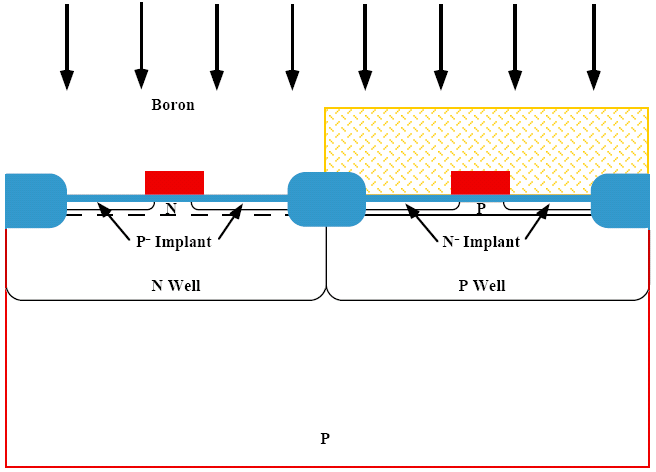 Boron
N
P
P- Implant
N- Implant
N Well
P Well
P